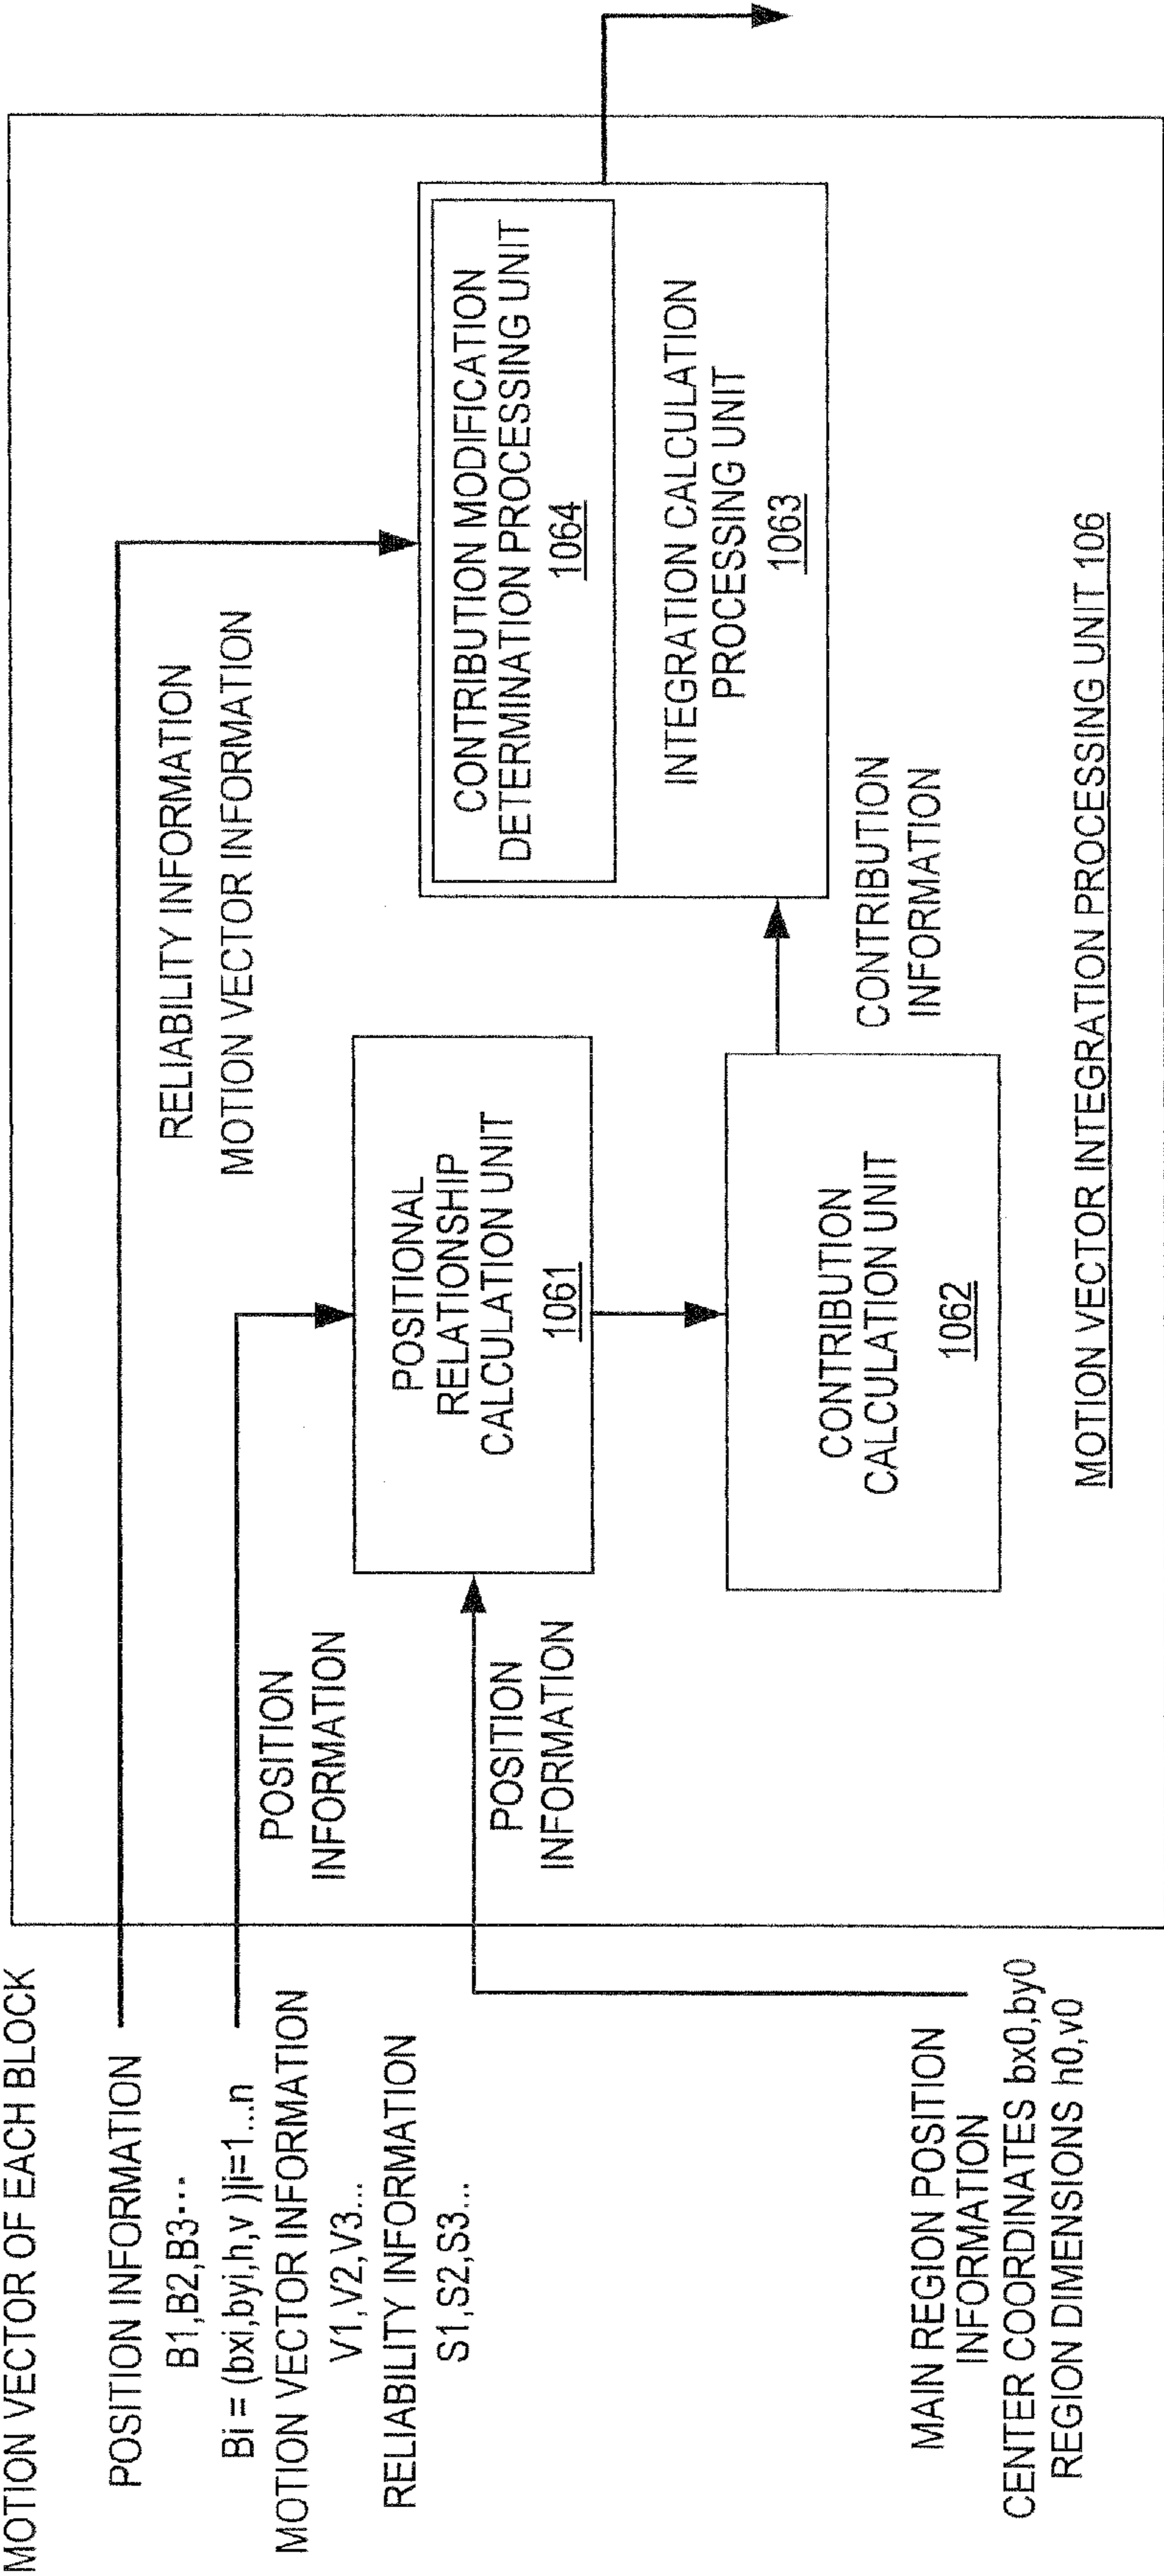 MOTION VECTOR OF EACH BLOCK
POSITION INFORMATION
B1,B2,B3···
Bi = (bxi,byi,h,v )|i=1...n
MOTION VECTOR INFORMATION
V1,V2,V3...
RELIABILITY INFORMATION
S1,S2,S3...
MAIN REGION POSITION
INFORMATION
CENTER COORDINATES bx0,by0
REGION DIMENSIONS h0,v0
POSITION
INFORMATION
POSITION
INFORMATION
RELIABILITY INFORMATION
MOTION VECTOR INFORMATION
POSITIONAL
RELATIONSHIP
CALCULATION UNIT
1061
CONTRIBUTION
CALCULATION UNIT
1062
CONTRIBUTION
INFORMATION
CONTRIBUTION MODIFICATION
DETERMINATION PROCESSING UNIT
1064
INTEGRATION CALCULATION
PROCESSING UNIT
1063
MOTION VECTOR INTEGRATION PROCESSING UNIT 106